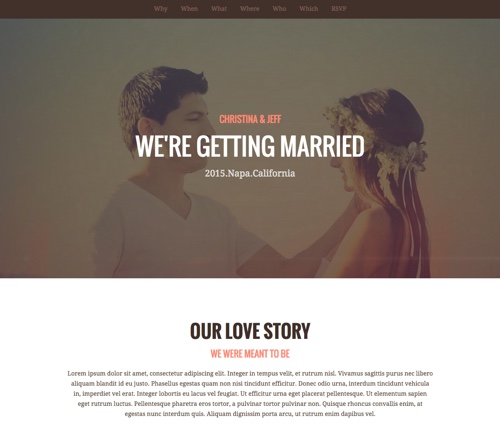 Why When What Where Who Which RSVP
CHRISTINA & JEFF
WE'RE GETTING MARRIED
2015.Napa.California
OUR LOVE STORY
WE WERE MEANT TO BE
Lorem ipsum dolor sit amet, consectetur adipiscing elit. Integer in tempus velit, et rutrum nisl. Vivamus sagittis purus nec libero
aliquam blandit id eu justo. Phasellus egestas quam non nisi tincidunt efficitur. Donec odio urna, interdum tincidunt vehicula
in, imperdiet vel erat. Integer lobortis eu lacus vel feugiat. Ut efficitur urna eget placerat pellentesque. Ut elementum sapien
eget rutrum luctus. Pellentesque pharetra eros tortor, a pulvinar tortor pulvinar non. Quisque rhoncus convallis enim, at
egestas nunc interdum quis. Aliquam dignissim porta arcu, ut rutrum enim dapibus vel.